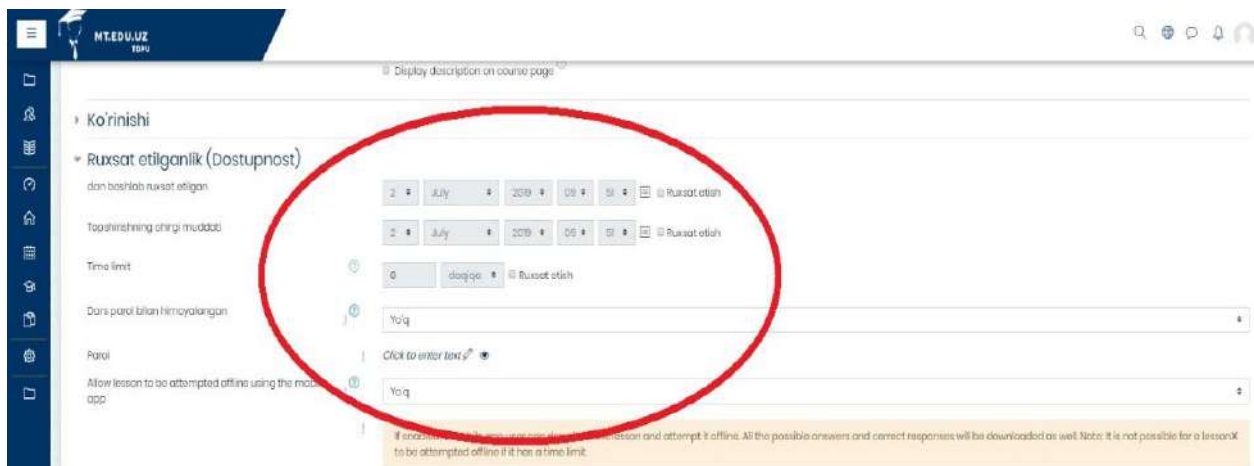 MT.EDU.UZ
TDPU
Display description on course page
Ko'rinishi
Ruxsat etilganlik (Dostupnost)
dan boshlab ruxsat etilgan
2 July 2019 09 51 Ruxsat etish
Topshirishning ohirgi muddati
2 July 2019 09 51 Ruxsat etish
Time limit
0 daqiqa Ruxsat etish
Dars parol bilan himoyalangan
Yo'q
Parol
Click to enter text
Allow lesson to be attempted offline using the mobile
app
Yo'q
If enabled, a mobile app user can download the lesson and attempt it offline. All the possible answers and correct responses will be downloaded as well. Note: It is not possible for a lesson
to be attempted offline if it has a time limit.